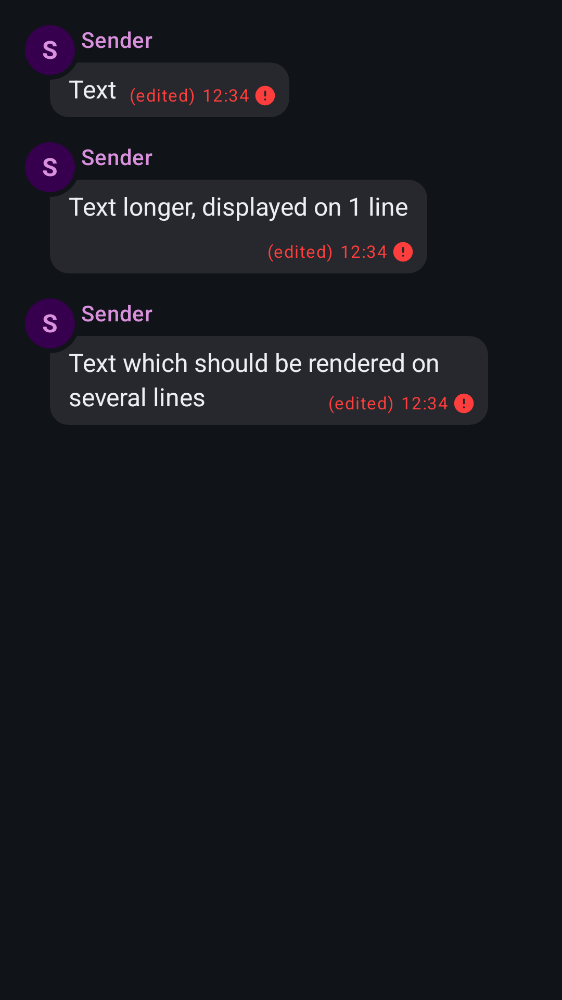 S Sender
Text (edited) 12:34
S Sender
Text longer, displayed on 1 line
(edited) 12:34
S Sender
Text which should be rendered on
several lines (edited) 12:34